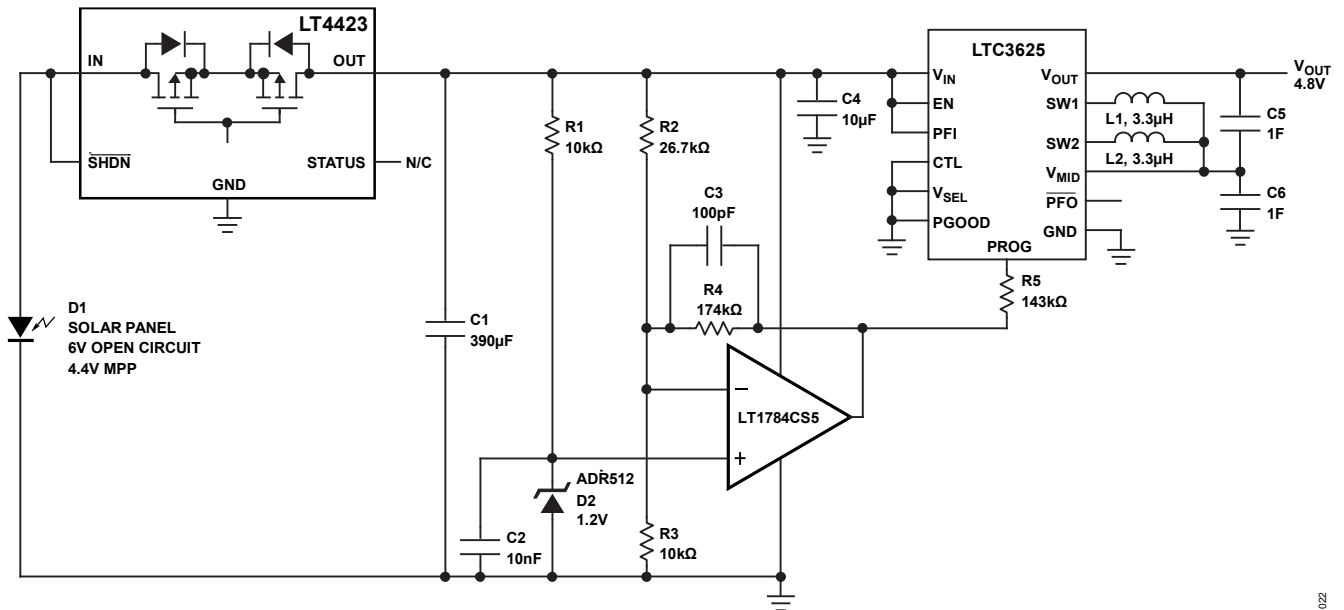 LT4423
IN
OUT
SHDN
STATUS
N/C
GND
D1
SOLAR PANEL
6V OPEN CIRCUIT
4.4V MPP
C1
390µF
R1
10kΩ
R2
26.7kΩ
C3
100pF
R4
174kΩ
LT1784CS5
−
+
ADR512
D2
1.2V
C2
10nF
R3
10kΩ
C4
10µF
LTC3625
VIN
EN
PFI
CTL
VSEL
PGOOD
PROG
VOUT
SW1
SW2
VMID
PFO
GND
R5
143kΩ
L1, 3.3µH
L2, 3.3µH
VOUT
4.8V
C5
1F
C6
1F
022